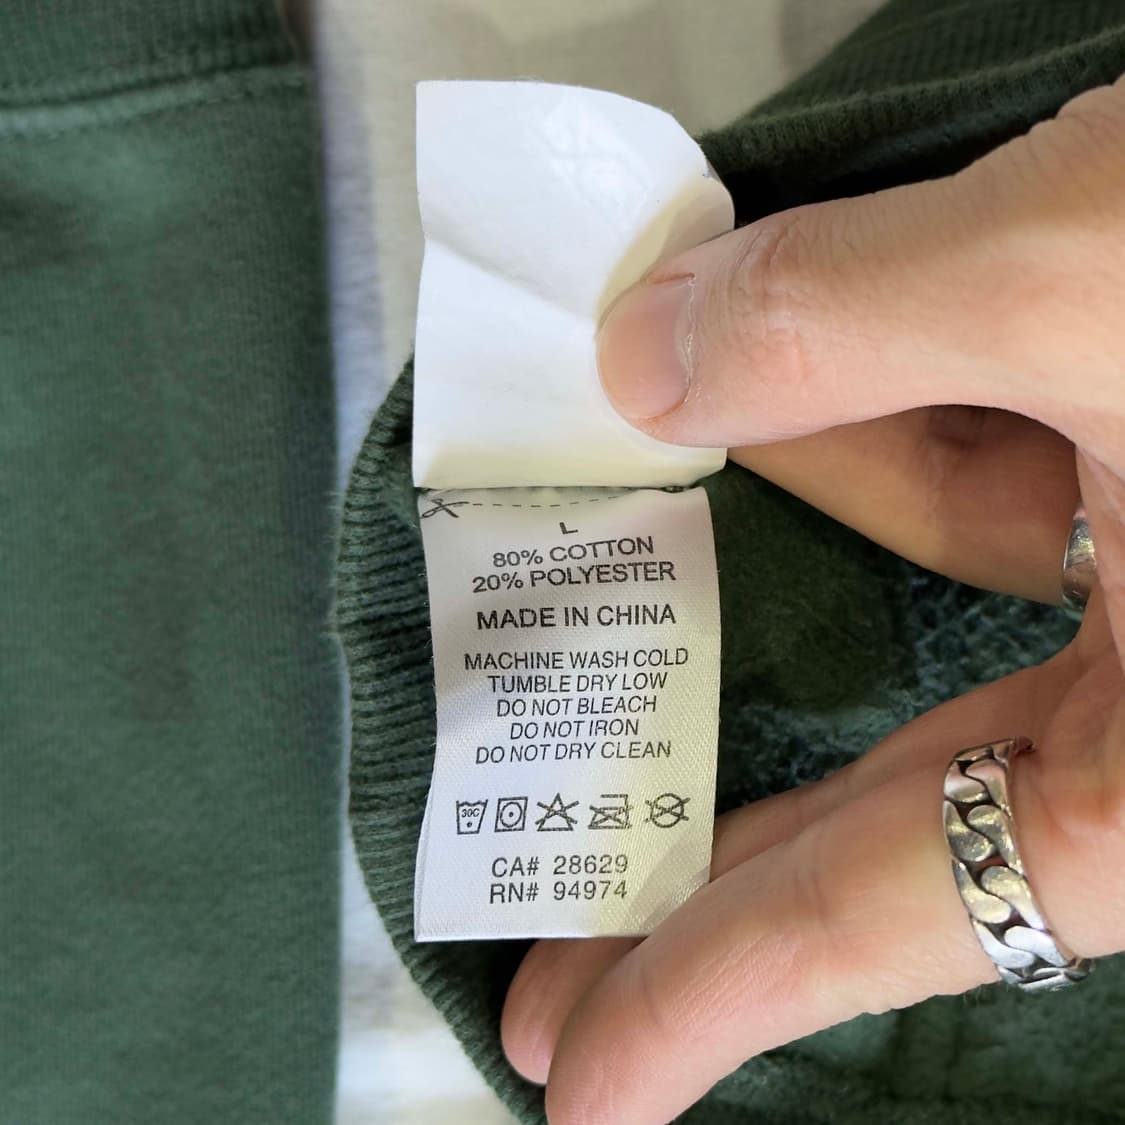 L
80% COTTON
20% POLYESTER
MADE IN CHINA
MACHINE WASH COLD
TUMBLE DRY LOW
DO NOT BLEACH
DO NOT IRON
DO NOT DRY CLEAN
30C
CA# 28629
RN# 94974